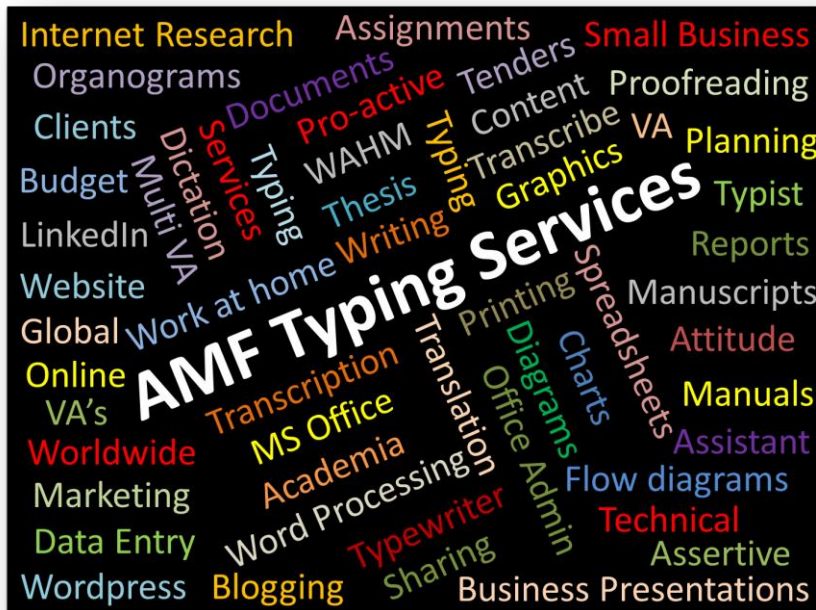 Internet Research
Assignments
Small Business
Organograms
Documents
Pro-active
Tenders
Proofreading
Clients
Dictation
Services
Typing
WAHM
Typing
Content
Transcribe
VA
Planning
Budget
Multi VA
Thesis
Graphics
Typist
LinkedIn
Writing
Reports
Website
Work at home
AMF Typing Services
Printing
Spreadsheets
Manuscripts
Global
Translation
Diagrams
Charts
Attitude
Online
Transcription
Manuals
VA's
MS Office
Office Admin
Assistant
Worldwide
Academia
Flow diagrams
Marketing
Word Processing
Technical
Data Entry
Typewriter
Assertive
Wordpress
Blogging
Sharing
Business Presentations